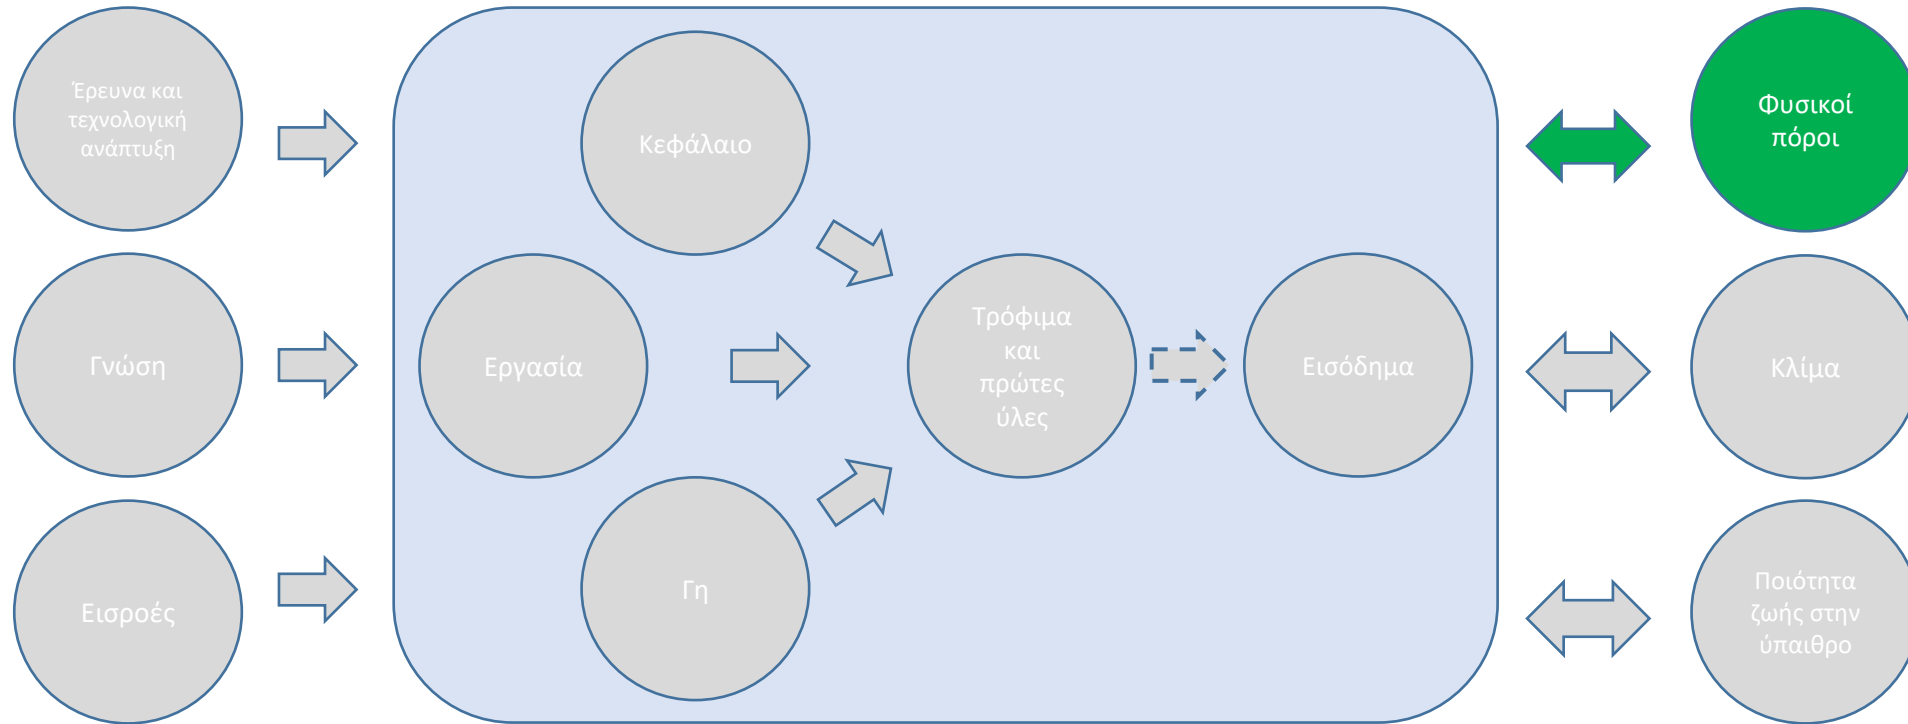 Έρευνα και
τεχνολογική
ανάπτυξη
Γνώση
Εισροές
Κεφάλαιο
Εργασία
Γη
Τρόφιμα
και
πρώτες
ύλες
Εισόδημα
Φυσικοί
πόροι
Κλίμα
Ποιότητα
ζωής στην
ύπαιθρο